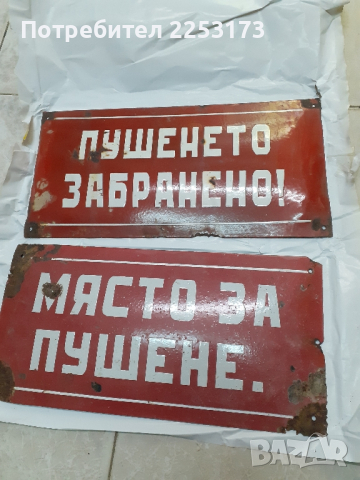 Потребител 2253173
ПУШЕНЕТО
ЗАБРАНЕНО!
МЯСТО ЗА
ПУШЕНЕ.
BAZAR